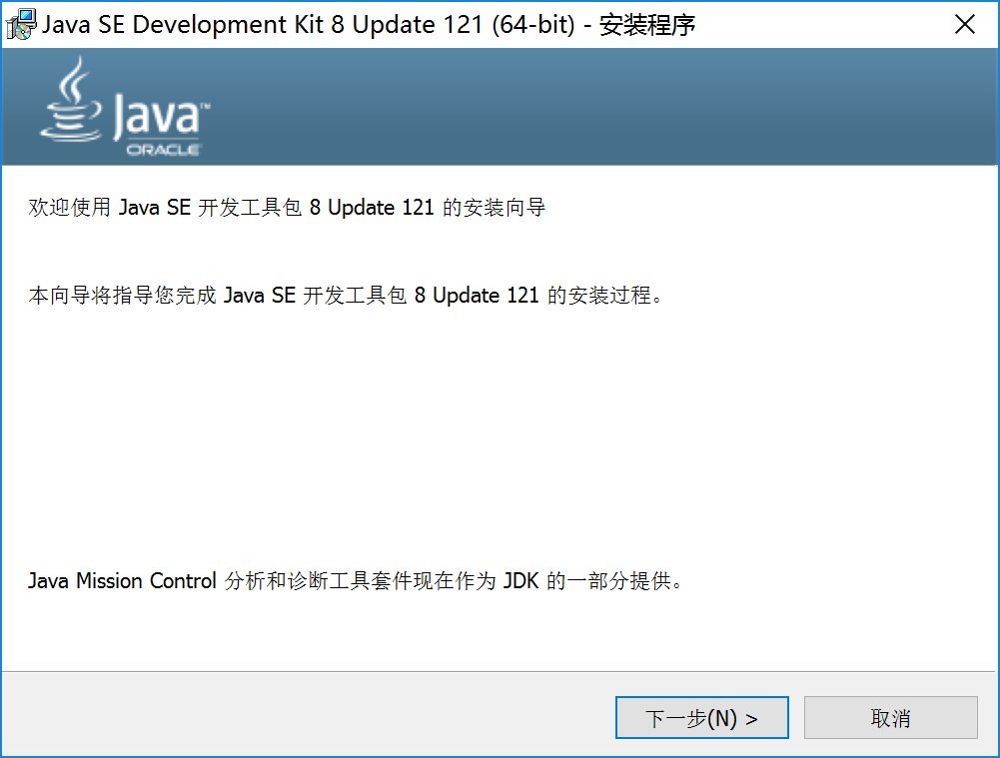 Java SE Development Kit 8 Update 121 (64-bit) - 安装程序
Java™
ORACLE
欢迎使用 Java SE 开发工具包 8 Update 121 的安装向导
本向导将指导您完成 Java SE 开发工具包 8 Update 121 的安装过程。
Java Mission Control 分析和诊断工具套件现在作为 JDK 的一部分提供。
下一步(N) >
取消